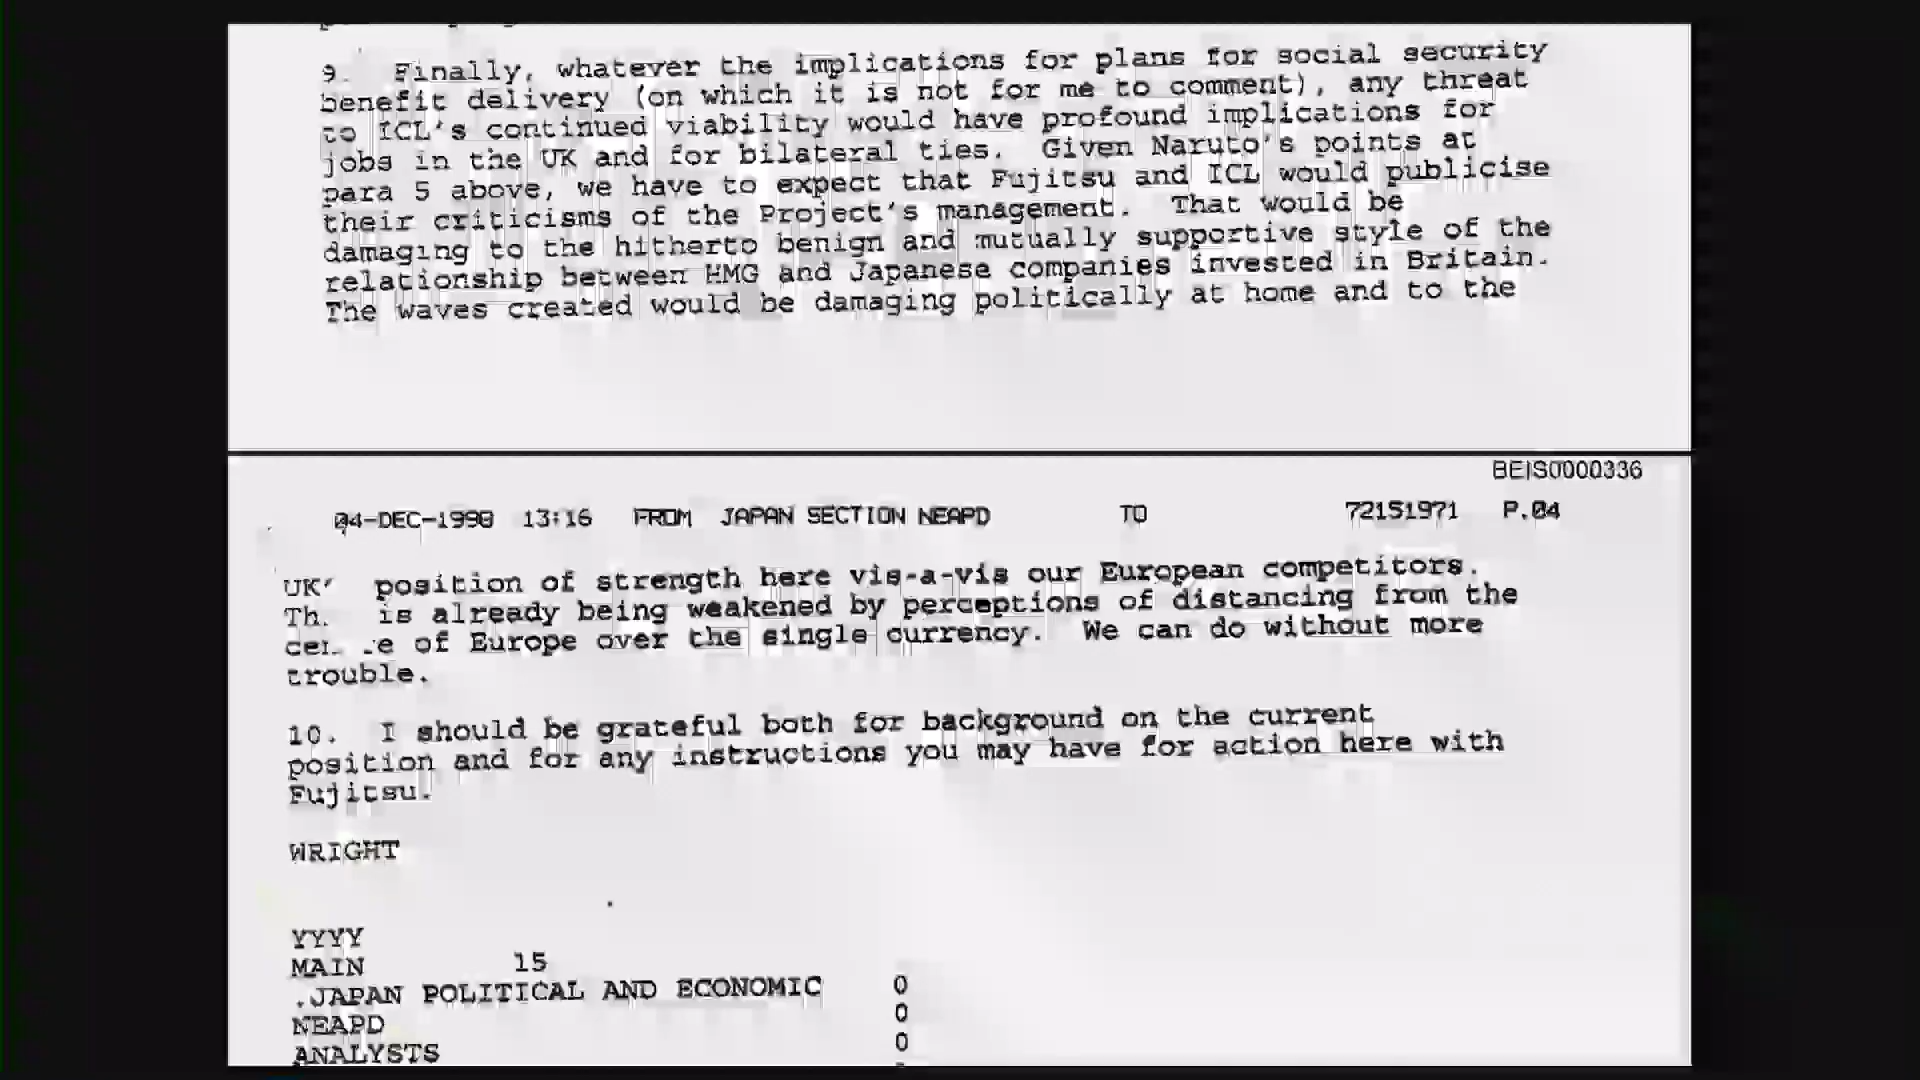 9. Finally, whatever the implications for plans for social security
benefit delivery (on which it is not for me to comment), any threat
to ICL's continued viability would have profound implications for
jobs in the UK and for bilateral ties. Given Naruto's points at
para 5 above, we have to expect that Fujitsu and ICL would publicise
their criticisms of the Project's management. That would be
damaging to the hitherto benign and mutually supportive style of the
relationship between HMG and Japanese companies invested in Britain.
The waves created would be damaging politically at home and to the
BEIS0000336
04-DEC-1998 13:16 FROM JAPAN SECTION NEAPD TO 72151971 P.04
UK' position of strength here vis-a-vis our European competitors.
Th. is already being weakened by perceptions of distancing from the
of Europe over the single currency. We can do without more
trouble.
10. I should be grateful both for background on the current
position and for any instructions you may have for action here with
Fujitsu.
WRIGHT
YYYY
MAIN 15
.JAPAN POLITICAL AND ECONOMIC 0
NEAPD 0
ANALYSTS 0